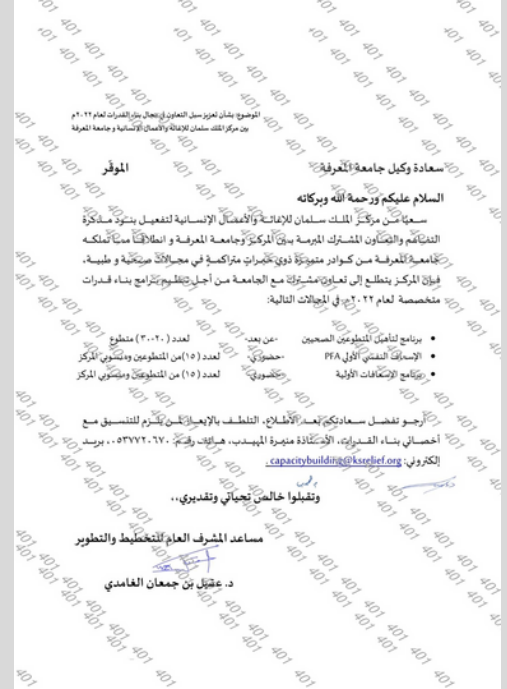 الموضوع: بشأن تعزيز سبل التعاون في مجال بناء القدرات لعام ٢٠٢٢م
بين مركز الملك سلمان للإغاثة والأعمال الإنسانية وجامعة المعرفة
سعادة وكيل جامعة المعرفة الموقر
السلام عليكم ورحمة الله وبركاته
سعيًا من مركز الملك سلمان للإغاثة والأعمال الإنسانية لتفعيل بنود مذكرة
التفاهم والتعاون المشترك المبرمة بين المركز وجامعة المعرفة و انطلاقًا مما تملكه
جامعة المعرفة من كوادر متميزة ذوي خبرات متراكمة في مجالات صحية و طبية،
فإن المركز يتطلع إلى تعاون مشترك مع الجامعة من أجل تنظيم برامج بناء قدرات
متخصصة لعام ٢٠٢٢م في المجالات التالية:
• برنامج تأهيل المتطوعين الصحيين -عن بعد- لعدد (٢٠-٣٠) متطوع
• الإسعاف النفسي الأولي PFA -حضوري- لعدد (١٥) من المتطوعين ومنسوبي المركز
• برنامج الإسعافات الأولية -حضوري- لعدد (١٥) من المتطوعين ومنسوبي المركز
أرجو تفضل سعادتكم بعد الاطلاع، التلطف بالإيعاز لمن يلزم للتنسيق مع
أخصائي بناء القدرات، الأستاذة منيرة المهيدب، هاتف رقم: ٠٥٣٧٧٢٠٦٧٠، بريد
إلكتروني: capacitybuilding@ksrelief.org .
وتقبلوا خالص تحياتي وتقديري،،
مساعد المشرف العام للتخطيط والتطوير
د. عقيل بن جمعان الغامدي
401